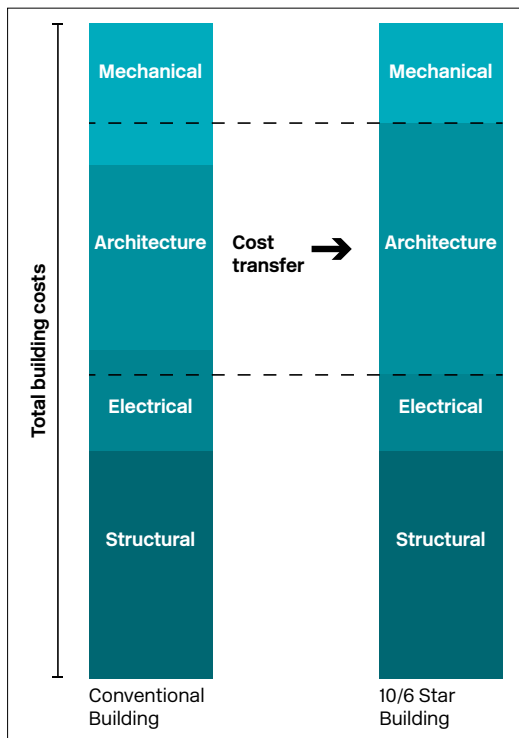 Total building costs
Mechanical
Architecture
Electrical
Structural
Cost
transfer
Mechanical
Architecture
Electrical
Structural
Conventional
Building
10/6 Star
Building